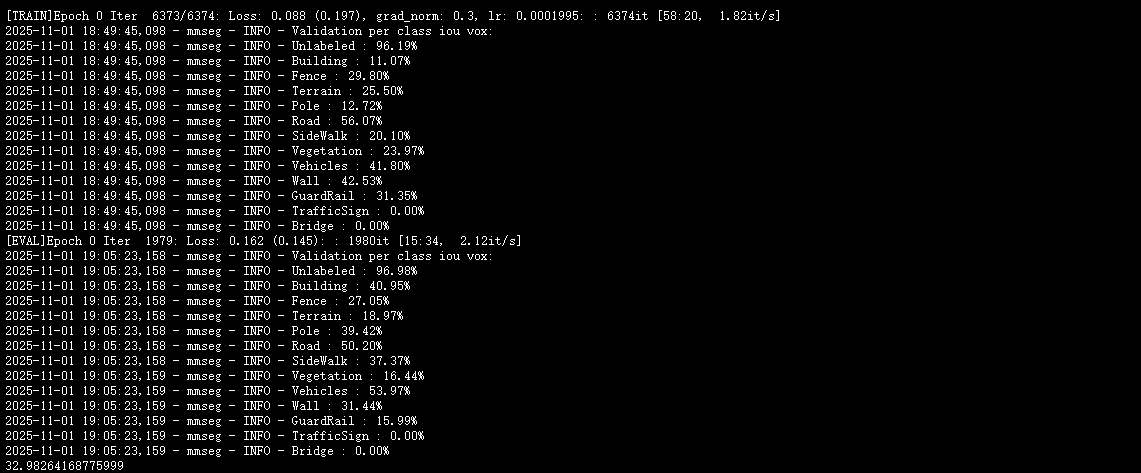 [TRAIN]Epoch 0 Iter  6373/6374: Loss: 0.088 (0.197), grad_norm: 0.3, lr: 0.0001995: : 6374it [58:20,  1.82it/s]
2025-11-01 18:49:45,098 - mmseg - INFO - Validation per class iou vox:
2025-11-01 18:49:45,098 - mmseg - INFO - Unlabeled : 96.19%
2025-11-01 18:49:45,098 - mmseg - INFO - Building : 11.07%
2025-11-01 18:49:45,098 - mmseg - INFO - Fence : 29.80%
2025-11-01 18:49:45,098 - mmseg - INFO - Terrain : 25.50%
2025-11-01 18:49:45,098 - mmseg - INFO - Pole : 12.72%
2025-11-01 18:49:45,098 - mmseg - INFO - Road : 56.07%
2025-11-01 18:49:45,098 - mmseg - INFO - SideWalk : 20.10%
2025-11-01 18:49:45,098 - mmseg - INFO - Vegetation : 23.97%
2025-11-01 18:49:45,098 - mmseg - INFO - Vehicles : 41.80%
2025-11-01 18:49:45,098 - mmseg - INFO - Wall : 42.53%
2025-11-01 18:49:45,098 - mmseg - INFO - GuardRail : 31.35%
2025-11-01 18:49:45,098 - mmseg - INFO - TrafficSign : 0.00%
2025-11-01 18:49:45,098 - mmseg - INFO - Bridge : 0.00%
[EVAL]Epoch 0 Iter  1979: Loss: 0.162 (0.145): : 1980it [15:34,  2.12it/s]
2025-11-01 19:05:23,158 - mmseg - INFO - Validation per class iou vox:
2025-11-01 19:05:23,158 - mmseg - INFO - Unlabeled : 96.98%
2025-11-01 19:05:23,158 - mmseg - INFO - Building : 40.95%
2025-11-01 19:05:23,158 - mmseg - INFO - Fence : 27.05%
2025-11-01 19:05:23,158 - mmseg - INFO - Terrain : 18.97%
2025-11-01 19:05:23,158 - mmseg - INFO - Pole : 39.42%
2025-11-01 19:05:23,158 - mmseg - INFO - Road : 50.20%
2025-11-01 19:05:23,158 - mmseg - INFO - SideWalk : 37.37%
2025-11-01 19:05:23,159 - mmseg - INFO - Vegetation : 16.44%
2025-11-01 19:05:23,159 - mmseg - INFO - Vehicles : 53.97%
2025-11-01 19:05:23,159 - mmseg - INFO - Wall : 31.44%
2025-11-01 19:05:23,159 - mmseg - INFO - GuardRail : 15.99%
2025-11-01 19:05:23,159 - mmseg - INFO - TrafficSign : 0.00%
2025-11-01 19:05:23,159 - mmseg - INFO - Bridge : 0.00%
32.98264168775999